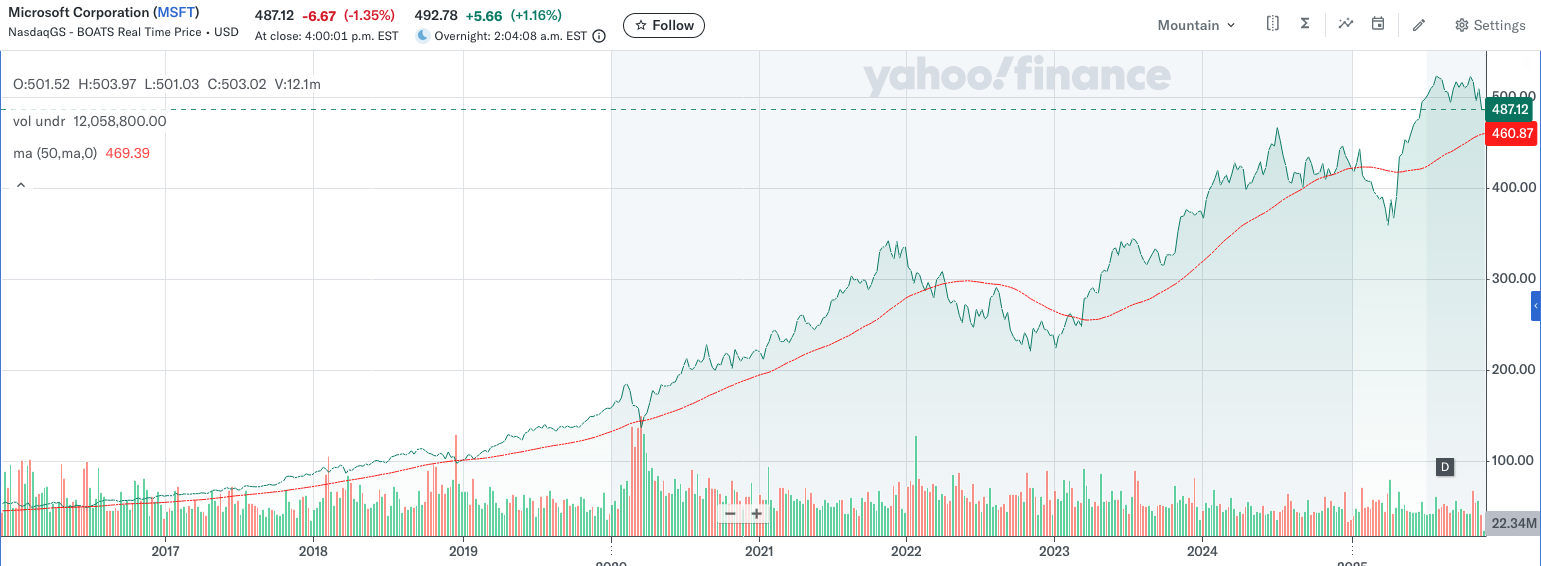 Microsoft Corporation (MSFT)
NasdaqGS - BOATS Real Time Price • USD
487.12 -6.67 (-1.35%)
At close: 4:00:01 p.m. EST
492.78 +5.66 (+1.16%)
Overnight: 2:04:08 a.m. EST
Follow
Mountain
Σ
Settings
yahoo!finance
O:501.52 H:503.97 L:501.03 C:503.02 V:12.1m
vol undr 12,058,800.00
ma (50,ma,0) 469.39
500.00
487.12
460.87
400.00
300.00
200.00
100.00
D
22.34M
2017 2018 2019 2020 2021 2022 2023 2024 2025